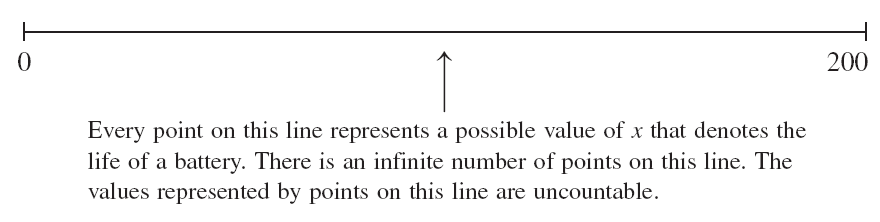 0 200
Every point on this line represents a possible value of x that denotes the
life of a battery. There is an infinite number of points on this line. The
values represented by points on this line are uncountable.